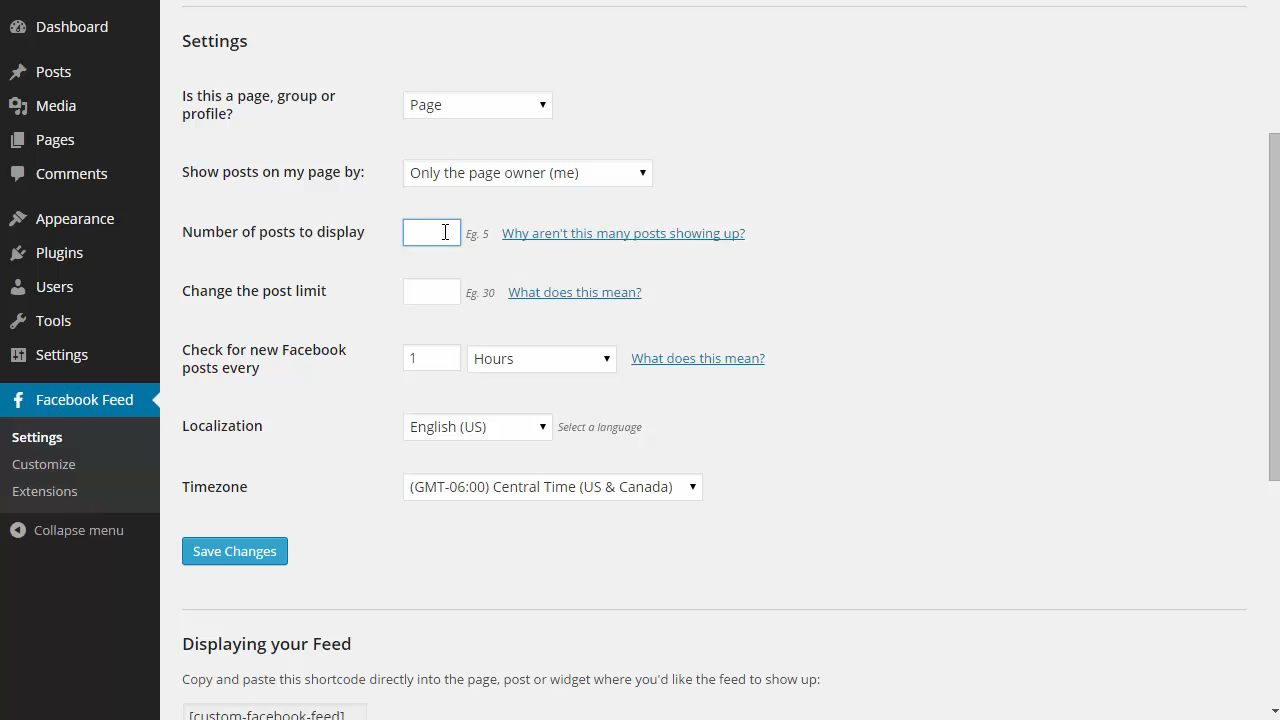 Dashboard
Posts
Media
Pages
Comments
Appearance
Plugins
Users
Tools
Settings
Facebook Feed
Settings
Customize
Extensions
Collapse menu
Settings
Is this a page, group or
profile?
Page
Show posts on my page by:
Only the page owner (me)
Number of posts to display
Eg. 5 Why aren't this many posts showing up?
Change the post limit
Eg. 30 What does this mean?
Check for new Facebook
posts every
1 Hours What does this mean?
Localization
English (US) Select a language
Timezone
(GMT-06:00) Central Time (US & Canada)
Save Changes
Displaying your Feed
Copy and paste this shortcode directly into the page, post or widget where you'd like the feed to show up:
[custom-facebook-feed]